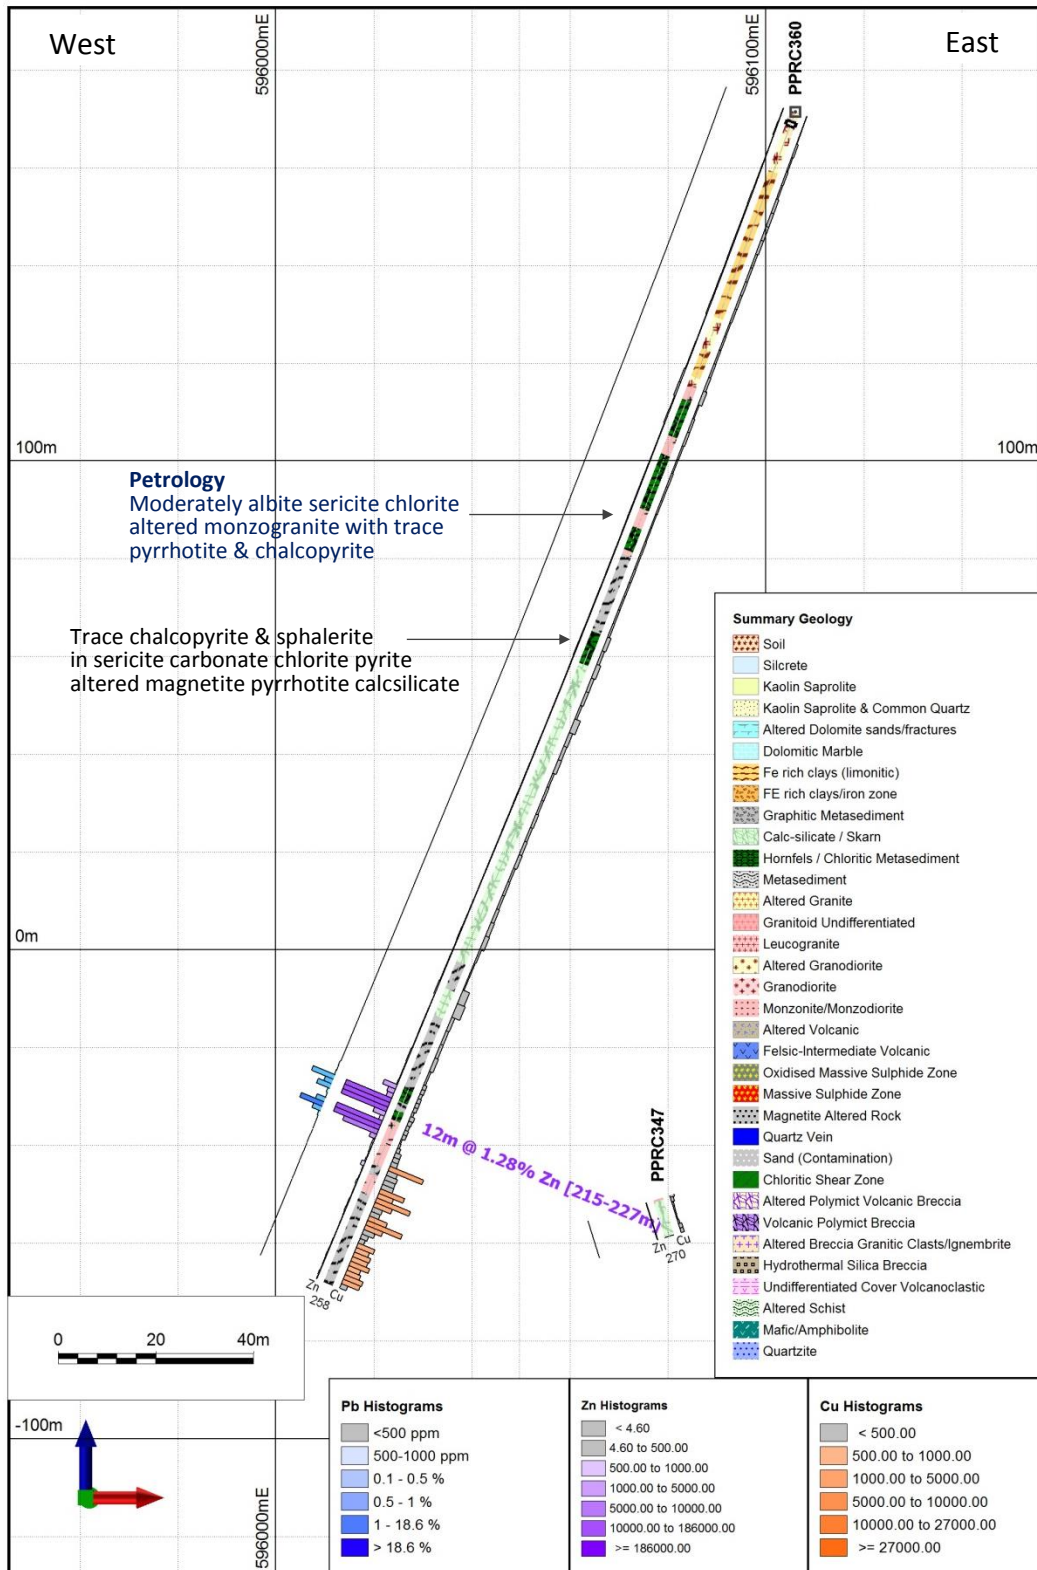 West
East
596000mE
596100mE
PPRC360
100m
100m
Petrology
Moderately albite sericite chlorite
altered monzogranite with trace
pyrrhotite & chalcopyrite
Trace chalcopyrite & sphalerite
in sericite carbonate chlorite pyrite
altered magnetite pyrrhotite calcsilicate
0m
12m @ 1.28% Zn [215-227m]
PPRC347
Zn
Cu
270
Zn
Cu
258
Summary Geology
Soil
Silcrete
Kaolin Saprolite
Kaolin Saprolite & Common Quartz
Altered Dolomite sands/fractures
Dolomitic Marble
Fe rich clays (limonitic)
FE rich clays/iron zone
Graphitic Metasediment
Calc-silicate / Skarn
Hornfels / Chloritic Metasediment
Metasediment
Altered Granite
Granitoid Undifferentiated
Leucogranite
Altered Granodiorite
Granodiorite
Monzonite/Monzodiorite
Altered Volcanic
Felsic-Intermediate Volcanic
Oxidised Massive Sulphide Zone
Massive Sulphide Zone
Magnetite Altered Rock
Quartz Vein
Sand (Contamination)
Chloritic Shear Zone
Altered Polymict Volcanic Breccia
Volcanic Polymict Breccia
Altered Breccia Granitic Clasts/Ignembrite
Hydrothermal Silica Breccia
Undifferentiated Cover Volcanoclastic
Altered Schist
Mafic/Amphibolite
Quartzite
0 20 40m
-100m
596000mE
Pb Histograms
<500 ppm
500-1000 ppm
0.1 - 0.5 %
0.5 - 1 %
1 - 18.6 %
> 18.6 %
Zn Histograms
< 4.60
4.60 to 500.00
500.00 to 1000.00
1000.00 to 5000.00
5000.00 to 10000.00
10000.00 to 186000.00
>= 186000.00
Cu Histograms
< 500.00
500.00 to 1000.00
1000.00 to 5000.00
5000.00 to 10000.00
10000.00 to 27000.00
>= 27000.00